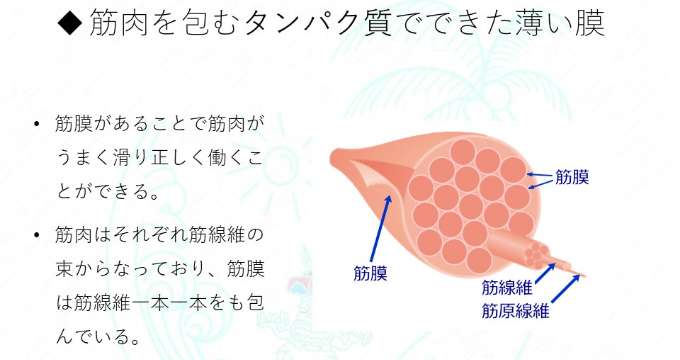 ◆ 筋肉を包むタンパク質でできた薄い膜
• 筋膜があることで筋肉が
うまく滑り正しく働くこ
とができる。
• 筋肉はそれぞれ筋線維の
束からなっており、筋膜
は筋線維一本一本をも包
んでいる。
筋膜
筋膜
筋線維
筋原線維